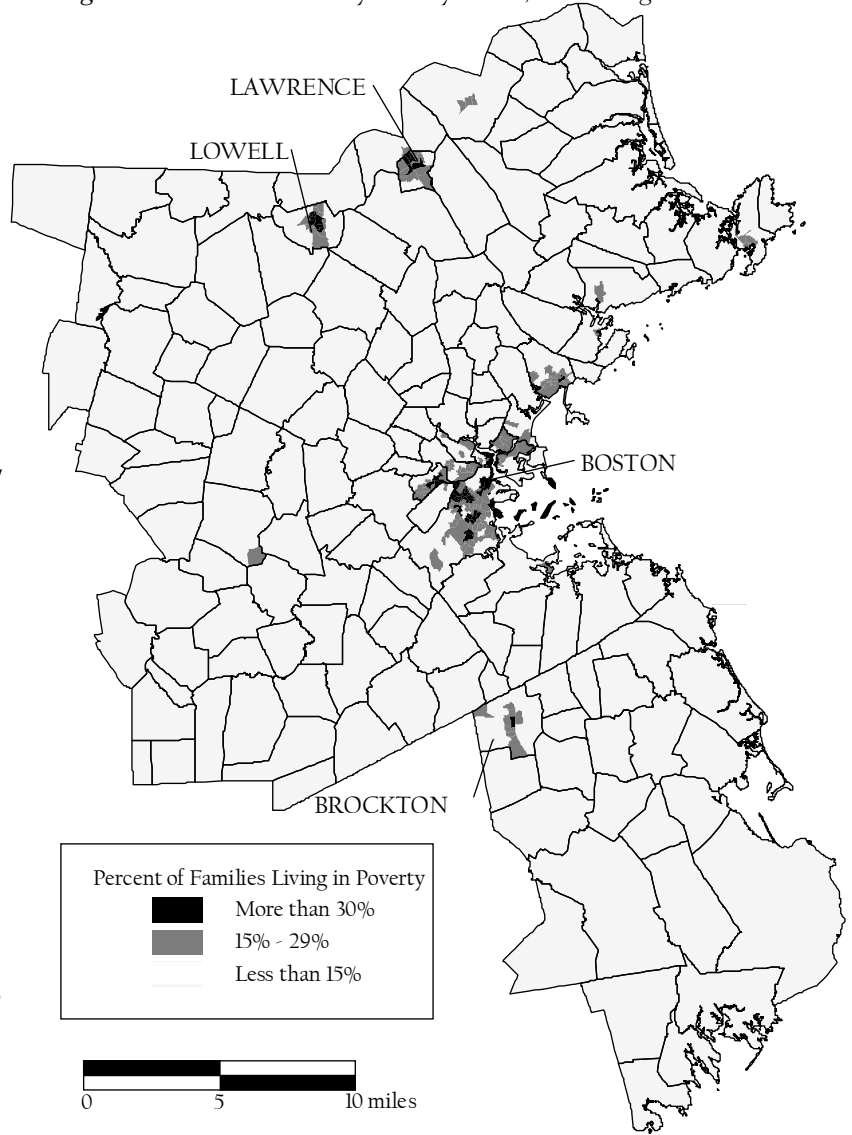 LAWRENCE
LOWELL
BOSTON
BROCKTON
Percent of Families Living in Poverty
More than 30%
15% - 29%
Less than 15%
0 5 10 miles